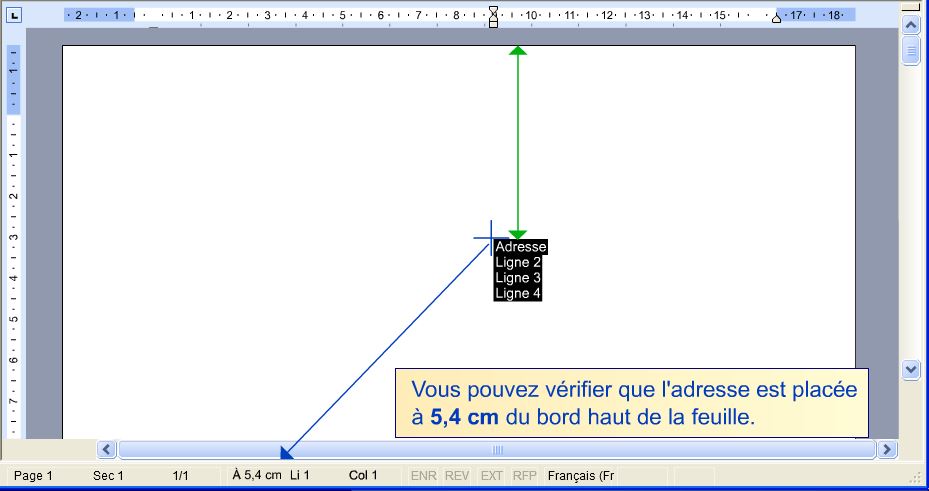 2 1 1 2 3 4 5 6 7 8 10 11 12 13 14 15 17 18
1
1
2
3
4
5
6
7
Adresse
Ligne 2
Ligne 3
Ligne 4
Vous pouvez vérifier que l'adresse est placée
à 5,4 cm du bord haut de la feuille.
Page 1 Sec 1 1/1 À 5,4 cm Li 1 Col 1 ENR REV EXT RFP Français (Fr